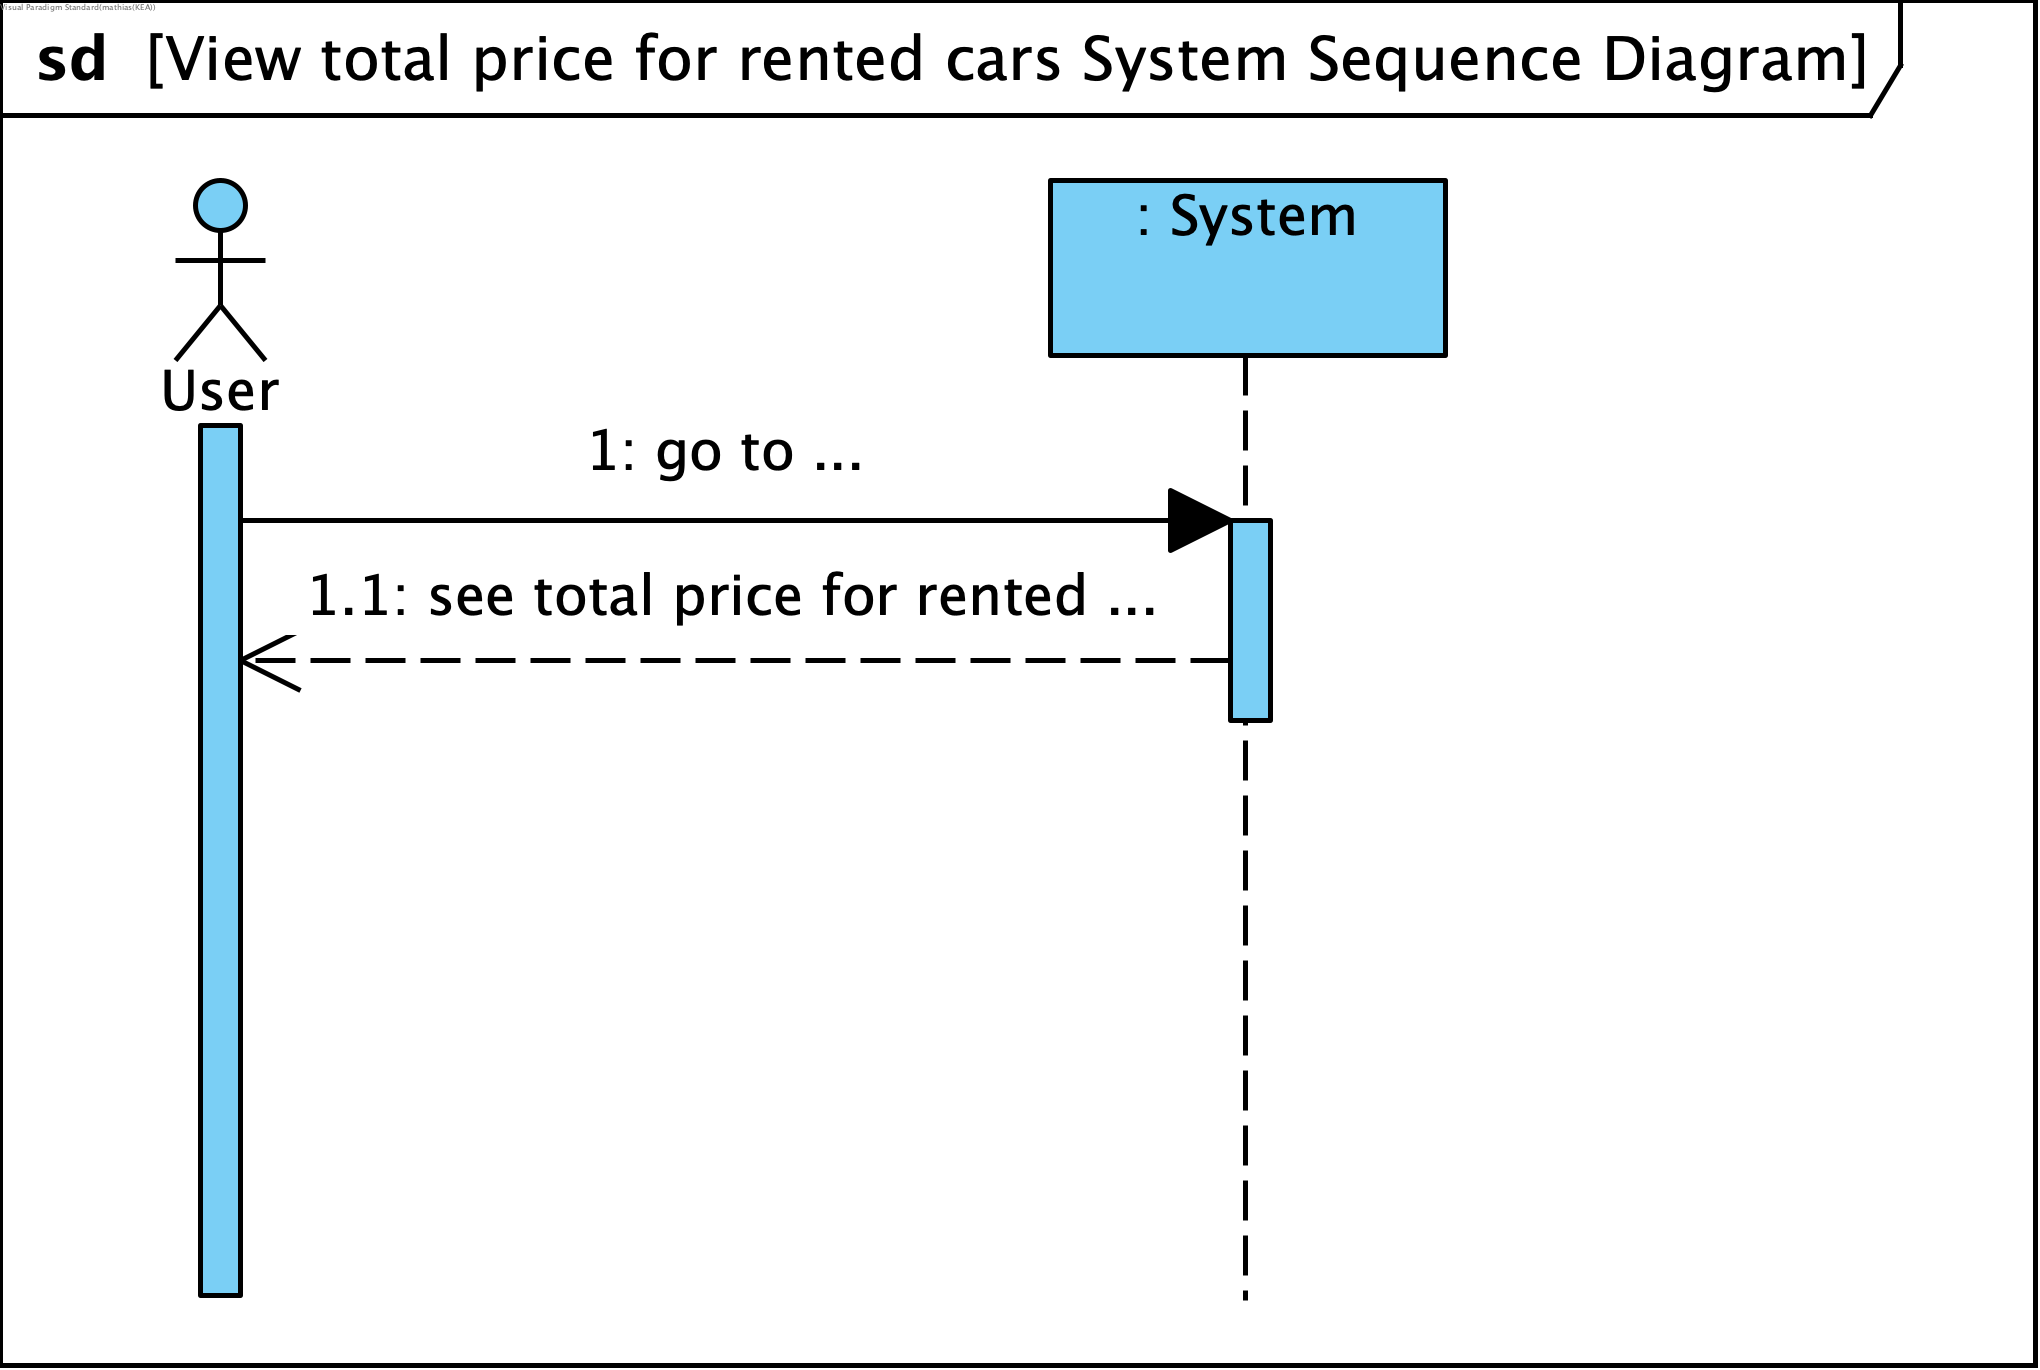 Visual Paradigm Standard(mathias(KEA))
sd [View total price for rented cars System Sequence Diagram]
: System
User
1: go to ...
1.1: see total price for rented ...